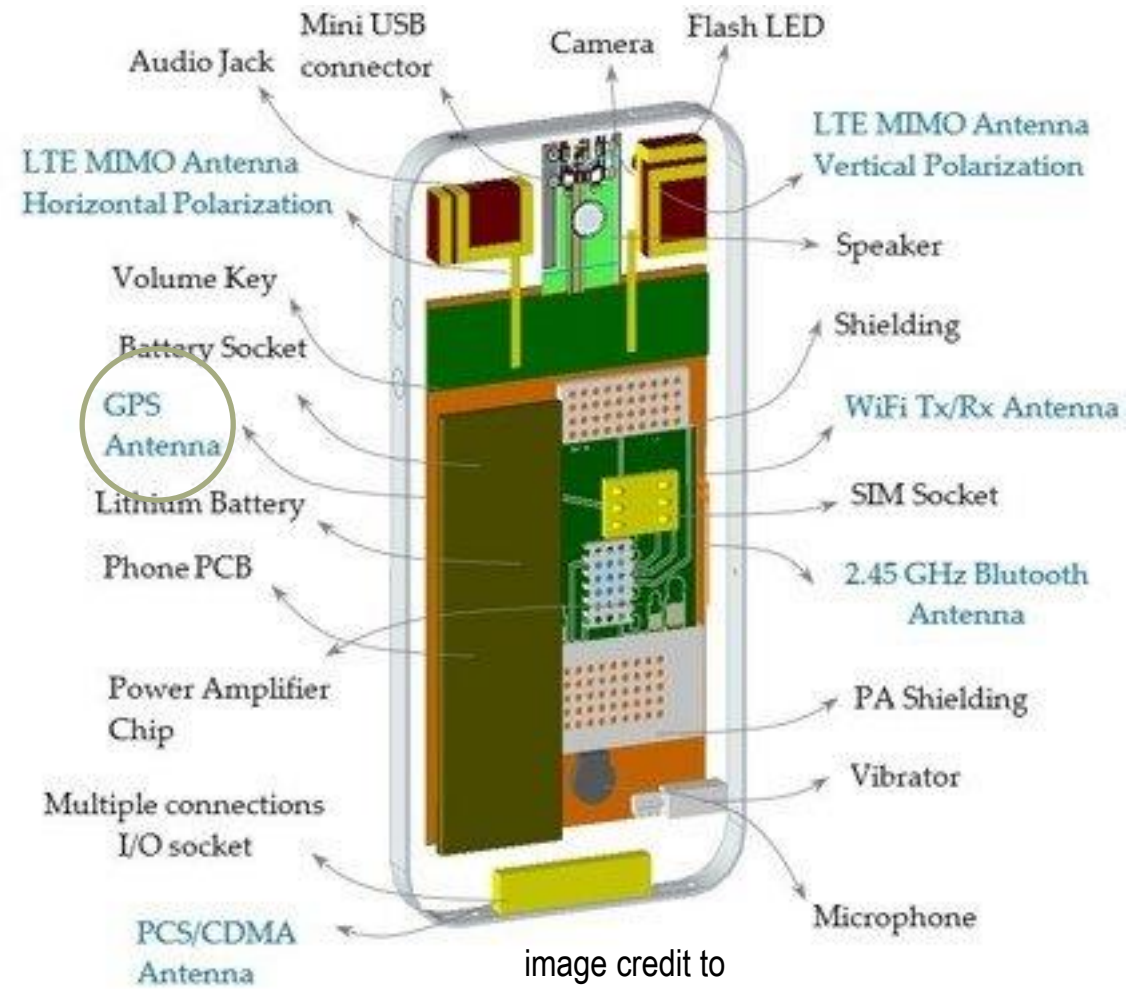 Mini USB
connector
Camera
Flash LED
Audio Jack
LTE MIMO Antenna
Horizontal Polarization
LTE MIMO Antenna
Vertical Polarization
Speaker
Volume Key
Shielding
Battery Socket
GPS
Antenna
WiFi Tx/Rx Antenna
Lithium Battery
SIM Socket
Phone PCB
2.45 GHz Blutooth
Antenna
Power Amplifier
Chip
PA Shielding
Vibrator
Multiple connections
I/O socket
Microphone
PCS/CDMA
Antenna
image credit to